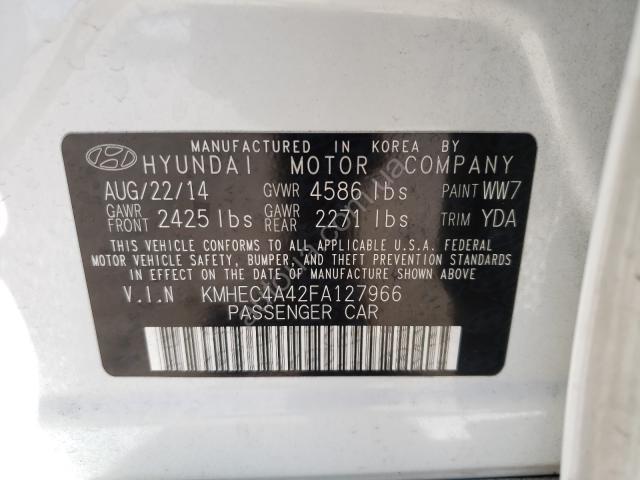 MANUFACTURED IN KOREA BY
HYUNDAI MOTOR COMPANY
AUG/22/14 GVWR 4586 lbs PAINT WW7
GAWR FRONT 2425 lbs GAWR REAR 2271 lbs TRIM YDA
THIS VEHICLE CONFORMS TO ALL APPLICABLE U.S.A. FEDERAL
MOTOR VEHICLE SAFETY, BUMPER, AND THEFT PREVENTION STANDARDS
IN EFFECT ON THE DATE OF MANUFACTURE SHOWN ABOVE.
V.I.N KMHEC4A42FA127966
PASSENGER CAR